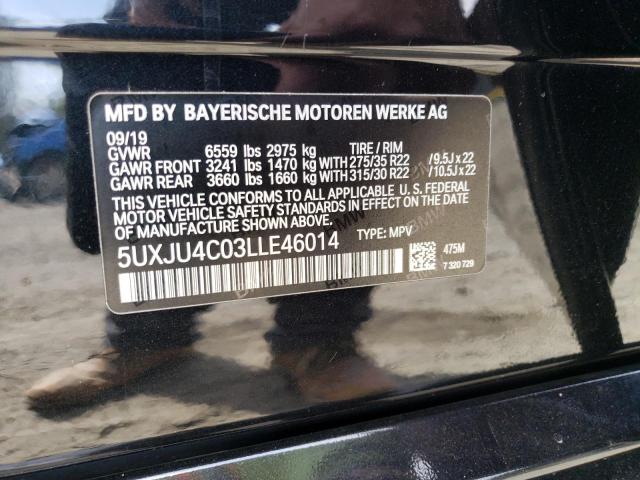 MFD BY BAYERISCHE MOTOREN WERKE AG
09/19
GVWR 6559 lbs 2975 kg TIRE / RIM
GAWR FRONT 3241 lbs 1470 kg WITH 275/35 R22 /9.5J x 22
GAWR REAR 3660 lbs 1660 kg WITH 315/30 R22 /10.5J x 22
THIS VEHICLE CONFORMS TO ALL APPLICABLE U.S. FEDERAL
MOTOR VEHICLE SAFETY STANDARDS IN EFFECT ON THE DATE
OF MANUFACTURE SHOWN ABOVE.
5UXJU4C03LLE46014 TYPE: MPV
475M
7 320 729